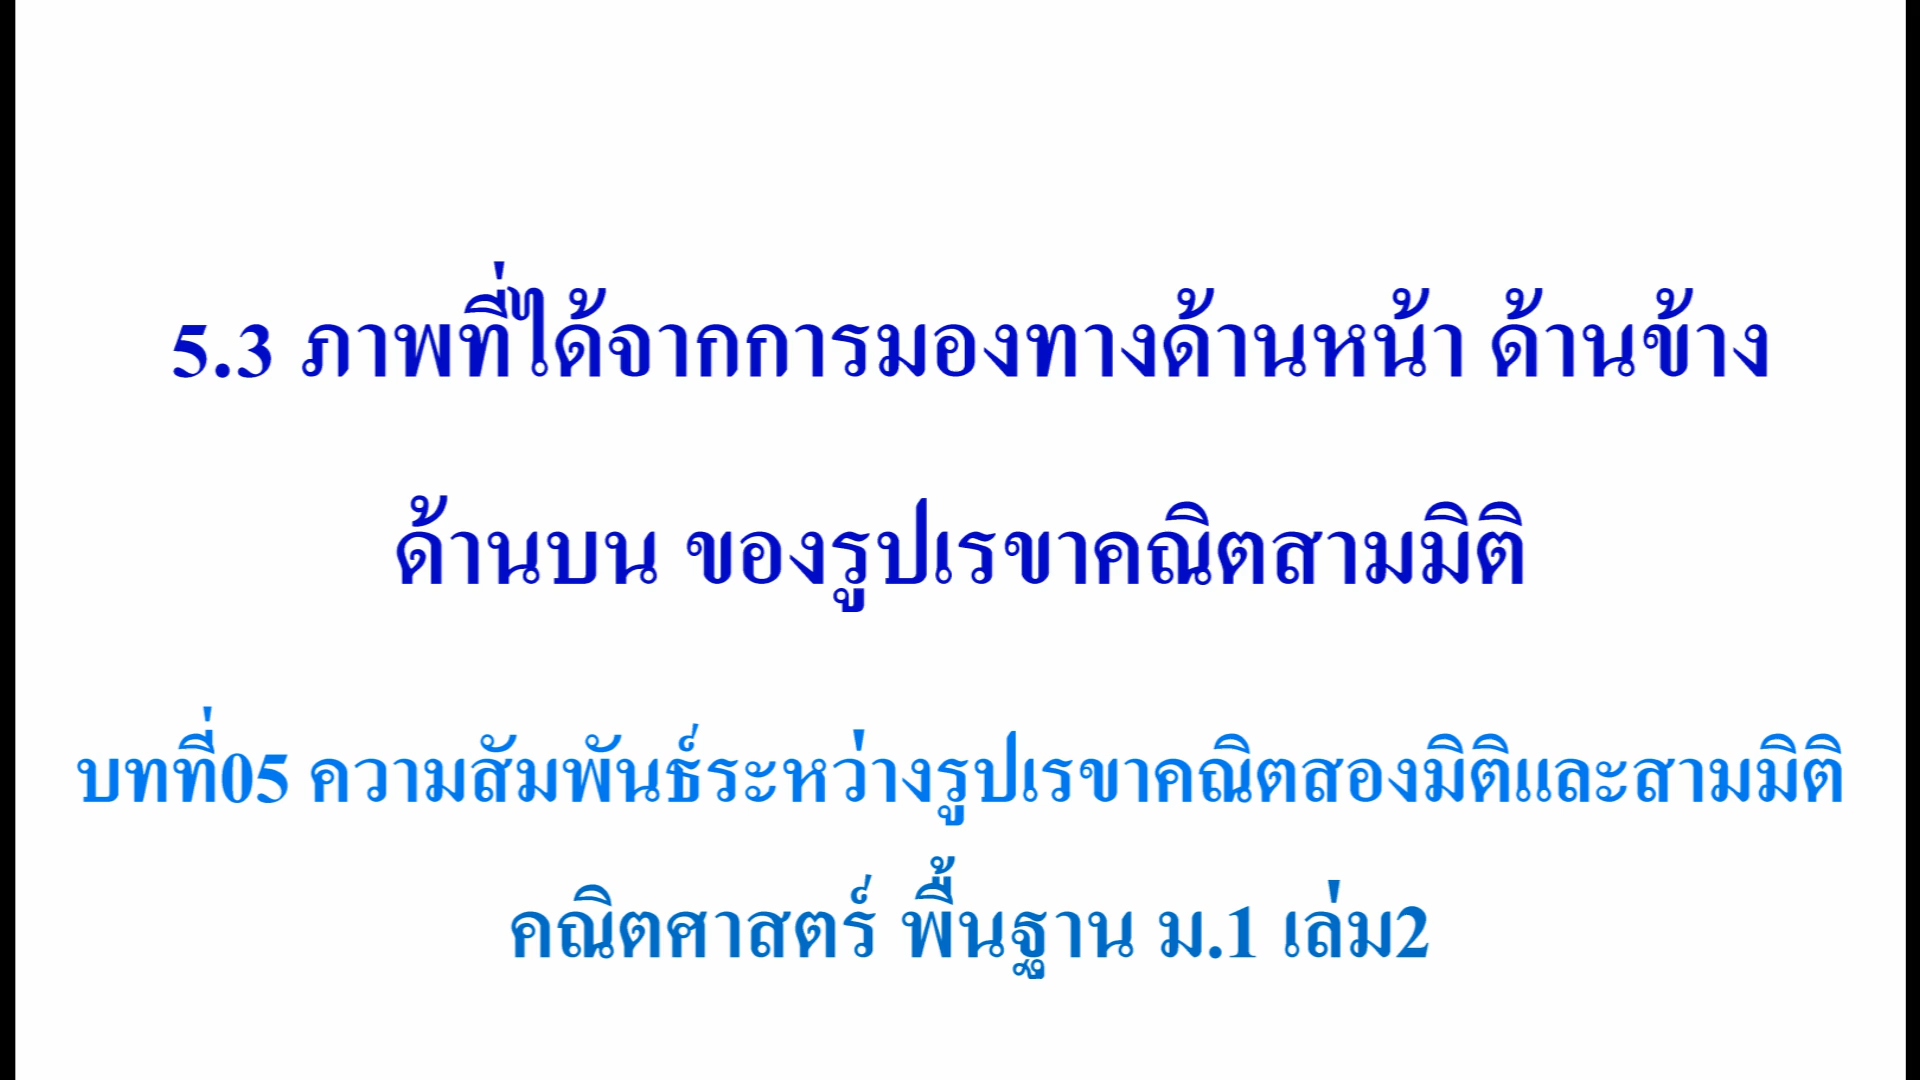 5.3 ภาพที่ได้จากการมองทางด้านหน้า ด้านข้าง
ด้านบน ของรูปเรขาคณิตสามมิติ
บทที่05 ความสัมพันธ์ระหว่างรูปเรขาคณิตสองมิติและสามมิติ
คณิตศาสตร์ พื้นฐาน ม.1 เล่ม2